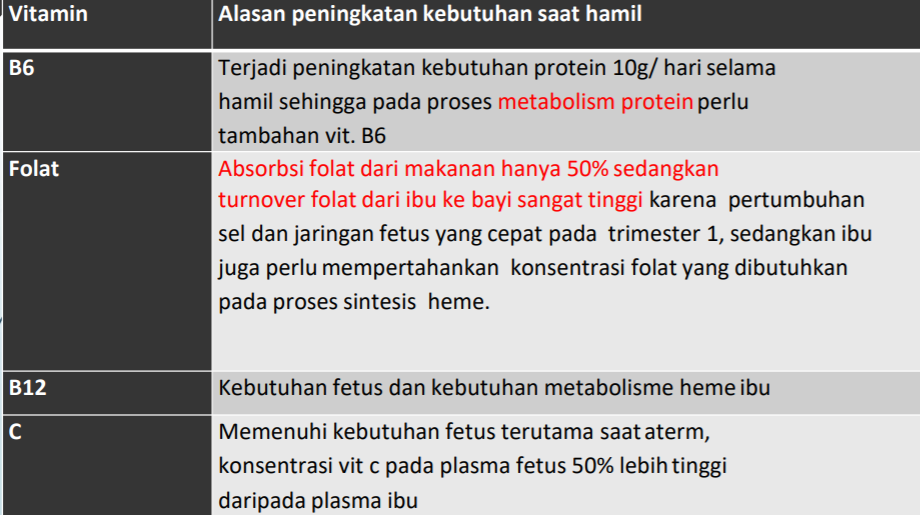 Vitamin Alasan peningkatan kebutuhan saat hamil
B6 Terjadi peningkatan kebutuhan protein 10g/ hari selama
hamil sehingga pada proses metabolism protein perlu
tambahan vit. B6
Folat Absorbsi folat dari makanan hanya 50% sedangkan
turnover folat dari ibu ke bayi sangat tinggi karena pertumbuhan
sel dan jaringan fetus yang cepat pada trimester 1, sedangkan ibu
juga perlu mempertahankan konsentrasi folat yang dibutuhkan
pada proses sintesis heme.
B12 Kebutuhan fetus dan kebutuhan metabolisme heme ibu
C Memenuhi kebutuhan fetus terutama saat aterm,
konsentrasi vit c pada plasma fetus 50% lebih tinggi
daripada plasma ibu